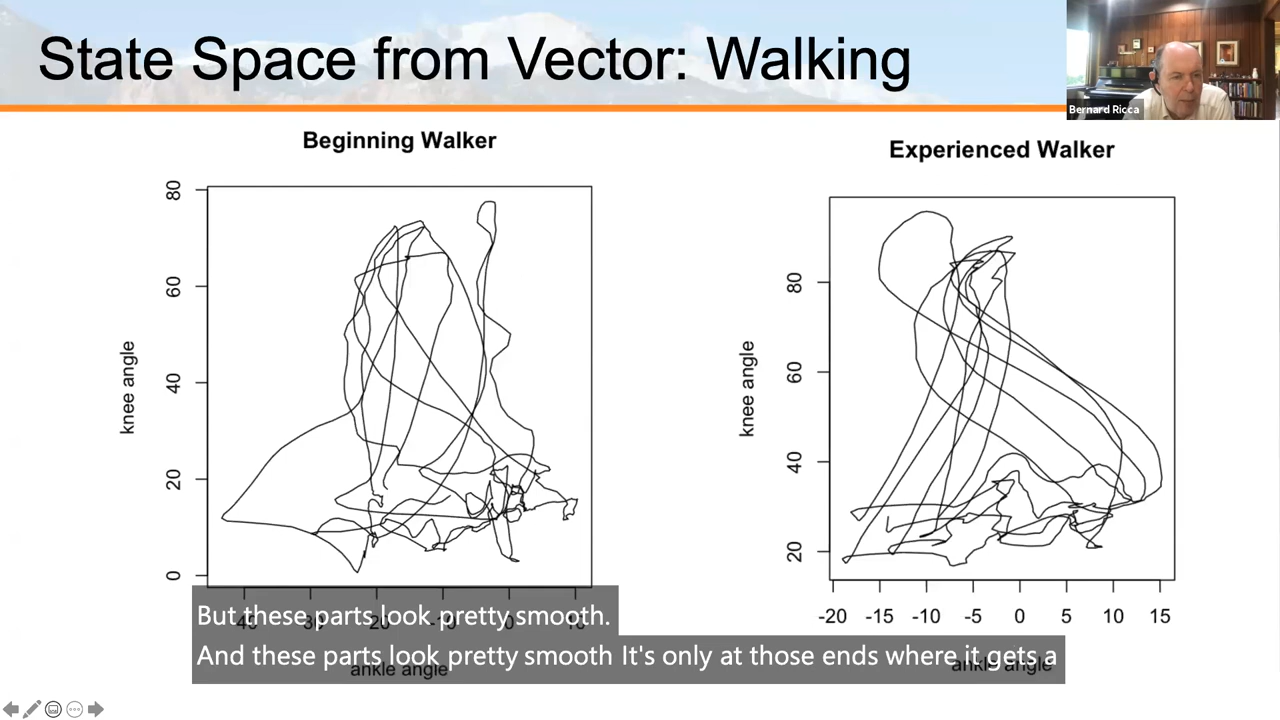 State Space from Vector: Walking
Bernard Ricca
Beginning Walker
Experienced Walker
knee angle
80
60
40
20
0
knee angle
80
60
40
20
-20 -15 -10 -5 0 5 10 15
But these parts look pretty smooth.
And these parts look pretty smooth It's only at those ends where it gets a
ankle angle
ankle angle